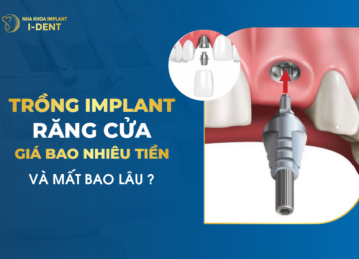 NHA KHOA IMPLANT
I-DENT
TRỒNG IMPLANT
RĂNG CỬA
GIÁ BAO NHIÊU TIỀN
VÀ MẤT BAO LÂU ?